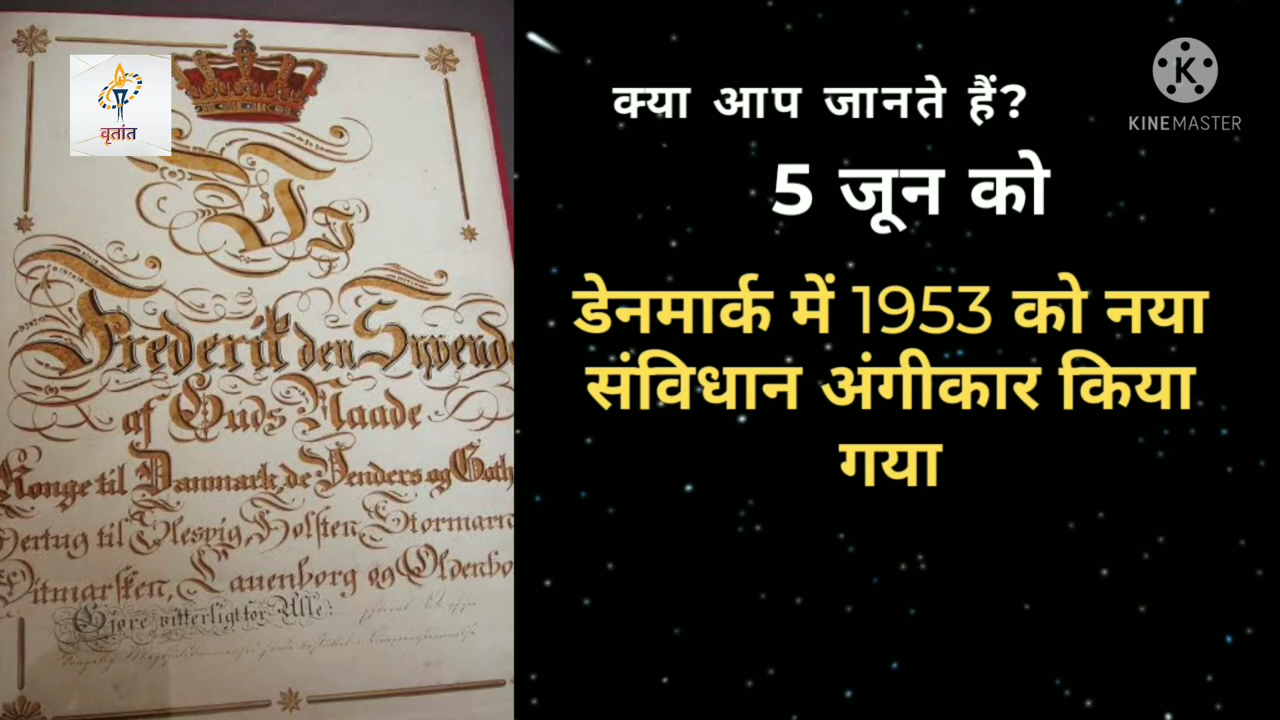 वृतांत
Frederik den Syvende
af Guds Naade
Konge til Danmark, de Venders og Goth
Hertug til Slesvig, Holsten, Stormarn
Ditmarsken, Lauenborg og Oldenbo
Gjøre vitterligt for Alle:
क्या आप जानते हैं?
5 जून को
डेनमार्क में 1953 को नया
संविधान अंगीकार किया
गया
K
KINEMASTER